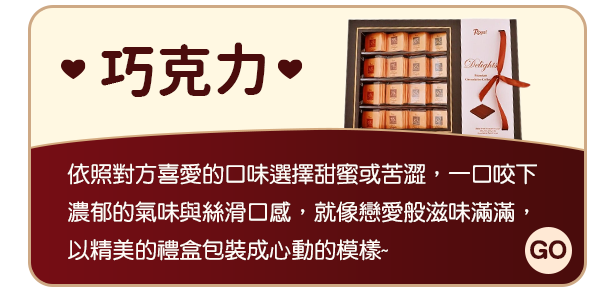 巧克力
Delights
依照對方喜愛的口味選擇甜蜜或苦澀，一口咬下
濃郁的氣味與絲滑口感，就像戀愛般滋味滿滿，
以精美的禮盒包裝成心動的模樣~
GO